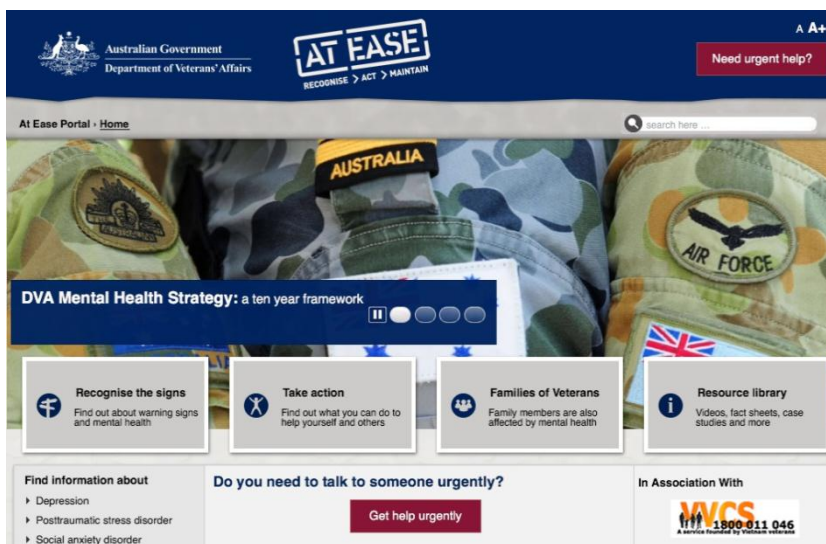 Australian Government
Department of Veterans' Affairs
AT EASE
RECOGNISE > ACT > MAINTAIN
A A+
Need urgent help?
At Ease Portal › Home
search here ...
AUSTRALIA
AIR FORCE
DVA Mental Health Strategy: a ten year framework
Recognise the signs
Find out about warning signs
and mental health
Take action
Find out what you can do to
help yourself and others
Families of Veterans
Family members are also
affected by mental health
Resource library
Videos, fact sheets, case
studies and more
Find information about
Depression
Posttraumatic stress disorder
Social anxiety disorder
Do you need to talk to someone urgently?
Get help urgently
In Association With
VVCS
1800 011 046
A service founded by Vietnam veterans